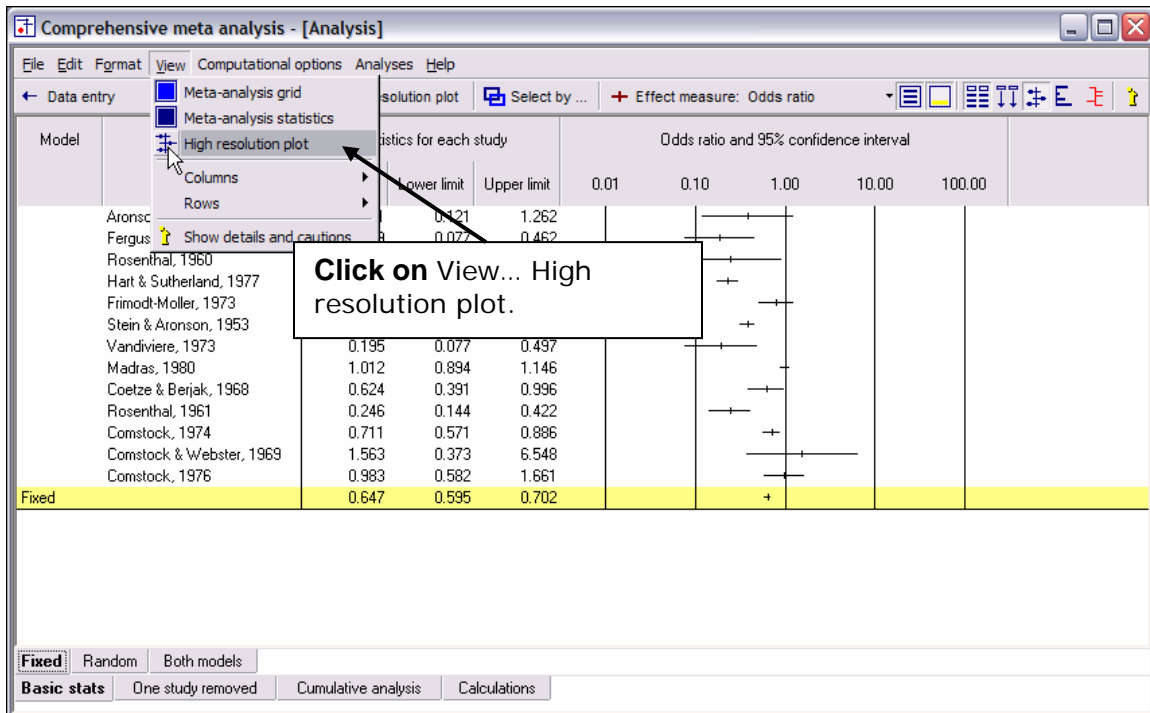 Comprehensive meta analysis - [Analysis]
File Edit Format View Computational options Analyses Help
← Data entry Meta-analysis grid solution plot Select by ... Effect measure: Odds ratio
Meta-analysis statistics
High resolution plot
Columns
Rows
Show details and cautions
Model istics for each study Odds ratio and 95% confidence interval
Lower limit Upper limit 0.01 0.10 1.00 10.00 100.00
Aronso 0.121 1.262
Fergus 0.077 0.462
Rosenthal, 1960
Hart & Sutherland, 1977
Frimodt-Moller, 1973
Stein & Aronson, 1953
Click on View... High
resolution plot.
Vandiviere, 1973 0.195 0.077 0.497
Madras, 1980 1.012 0.894 1.146
Coetze & Berjak, 1968 0.624 0.391 0.996
Rosenthal, 1961 0.246 0.144 0.422
Comstock, 1974 0.711 0.571 0.886
Comstock & Webster, 1969 1.563 0.373 6.548
Comstock, 1976 0.983 0.582 1.661
Fixed 0.647 0.595 0.702
Fixed Random Both models
Basic stats One study removed Cumulative analysis Calculations